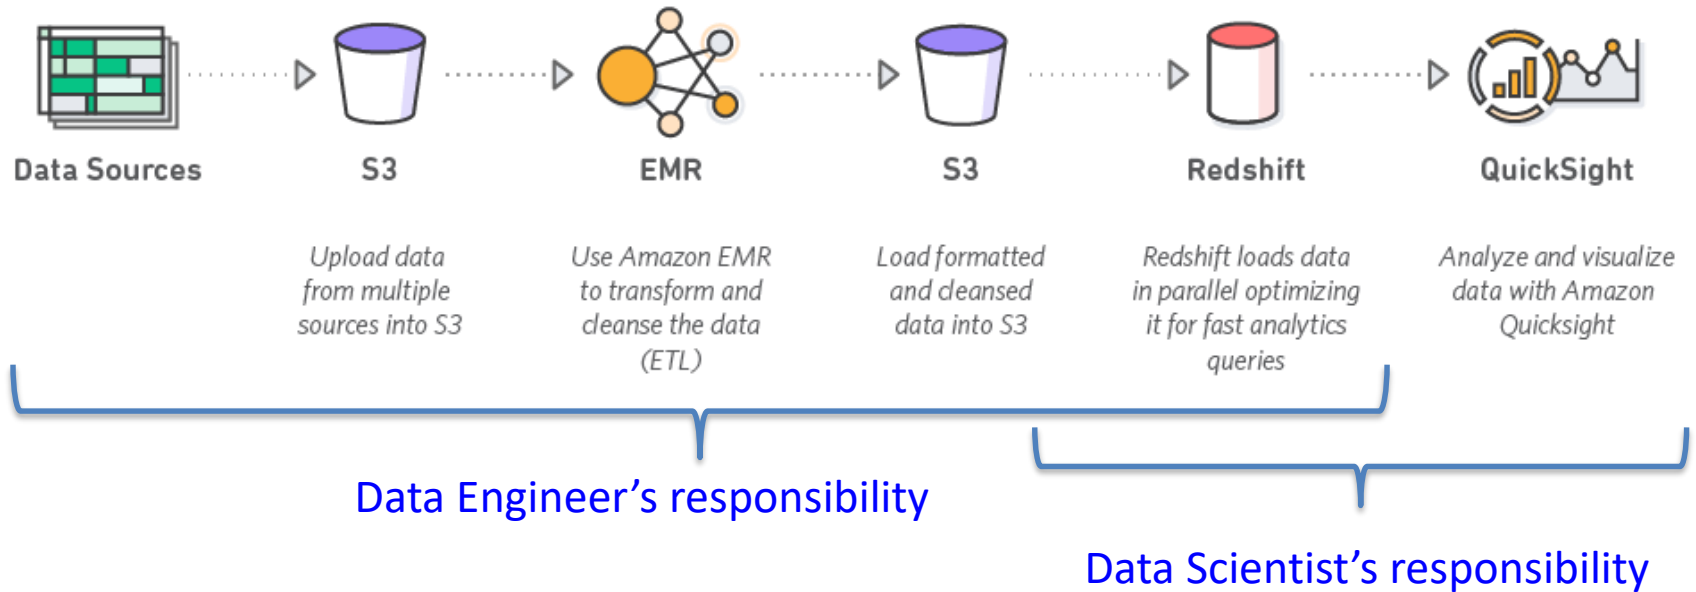 Data Sources
S3
EMR
S3
Redshift
QuickSight
Upload data
from multiple
sources into S3
Use Amazon EMR
to transform and
cleanse the data
(ETL)
Load formatted
and cleansed
data into S3
Redshift loads data
in parallel optimizing
it for fast analytics
queries
Analyze and visualize
data with Amazon
Quicksight
Data Engineer’s responsibility
Data Scientist’s responsibility